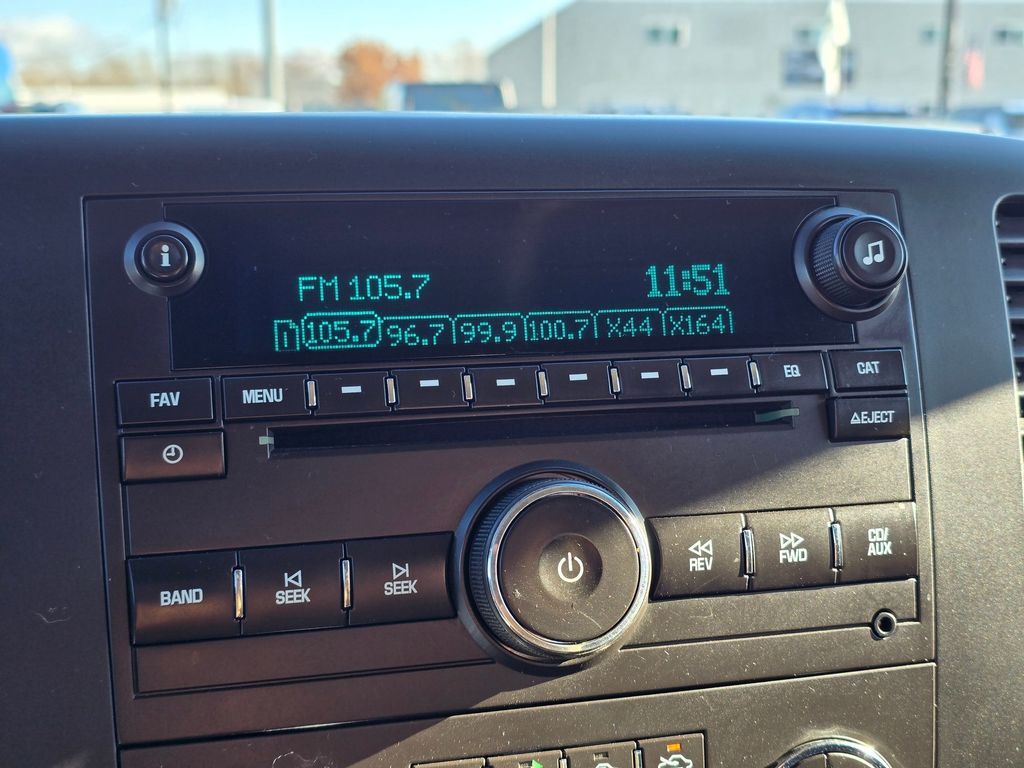 i
FM 105.7 11:51
105.7 96.7 99.9 100.7 X44 X164
FAV MENU EQ CAT
EJECT
BAND SEEK SEEK REV FWD CD/
AUX